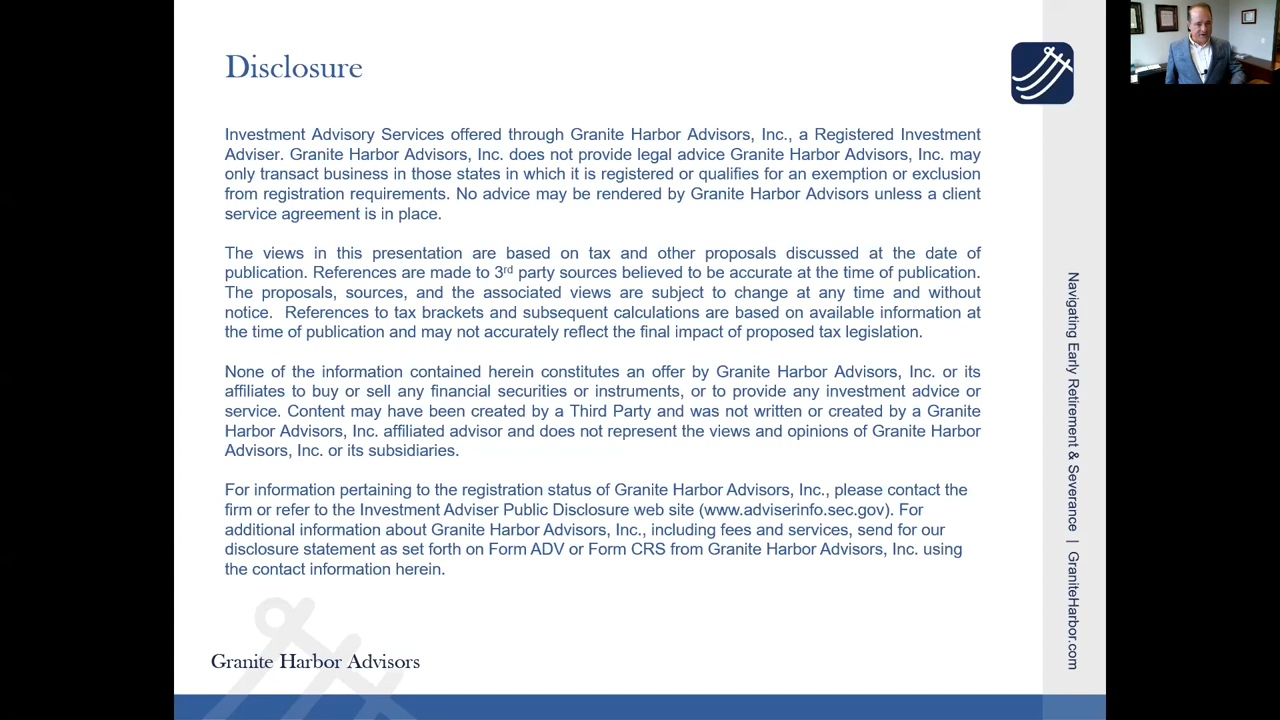 Disclosure
Investment Advisory Services offered through Granite Harbor Advisors, Inc., a Registered Investment
Adviser. Granite Harbor Advisors, Inc. does not provide legal advice Granite Harbor Advisors, Inc. may
only transact business in those states in which it is registered or qualifies for an exemption or exclusion
from registration requirements. No advice may be rendered by Granite Harbor Advisors unless a client
service agreement is in place.
The views in this presentation are based on tax and other proposals discussed at the date of
publication. References are made to 3rd party sources believed to be accurate at the time of publication.
The proposals, sources, and the associated views are subject to change at any time and without
notice. References to tax brackets and subsequent calculations are based on available information at
the time of publication and may not accurately reflect the final impact of proposed tax legislation.
None of the information contained herein constitutes an offer by Granite Harbor Advisors, Inc. or its
affiliates to buy or sell any financial securities or instruments, or to provide any investment advice or
service. Content may have been created by a Third Party and was not written or created by a Granite
Harbor Advisors, Inc. affiliated advisor and does not represent the views and opinions of Granite Harbor
Advisors, Inc. or its subsidiaries.
For information pertaining to the registration status of Granite Harbor Advisors, Inc., please contact the
firm or refer to the Investment Adviser Public Disclosure web site (www.adviserinfo.sec.gov). For
additional information about Granite Harbor Advisors, Inc., including fees and services, send for our
disclosure statement as set forth on Form ADV or Form CRS from Granite Harbor Advisors, Inc. using
the contact information herein.
Granite Harbor Advisors
Navigating Early Retirement & Severance | GraniteHarbor.com